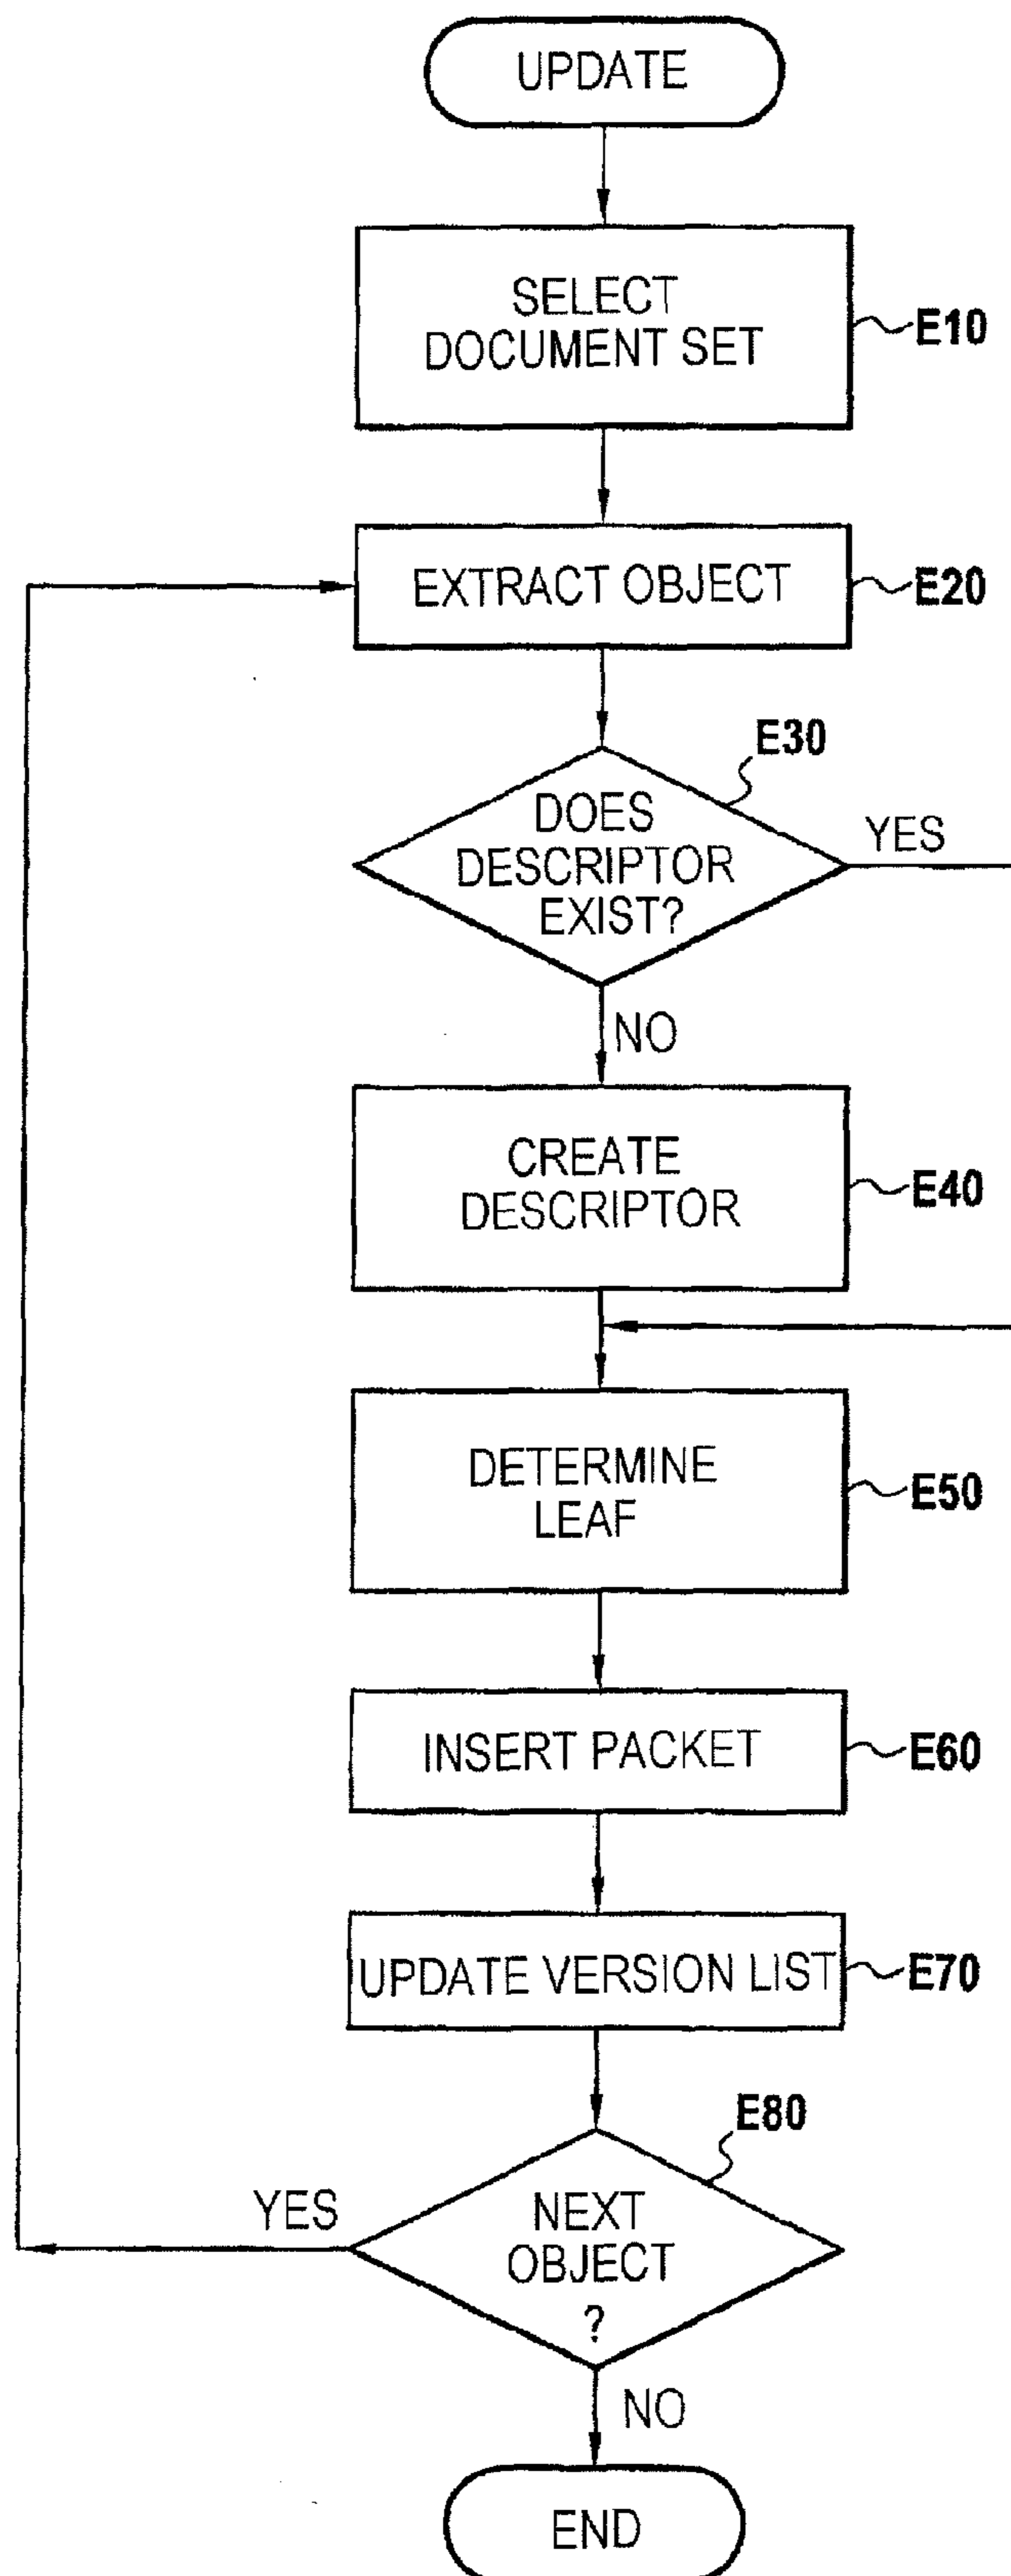 UPDATE
SELECT
DOCUMENT SET
E10
EXTRACT OBJECT
E20
E30
DOES
DESCRIPTOR
EXIST?
YES
NO
CREATE
DESCRIPTOR
E40
DETERMINE
LEAF
E50
INSERT PACKET
E60
UPDATE VERSION LIST
E70
E80
NEXT
OBJECT
?
YES
NO
END